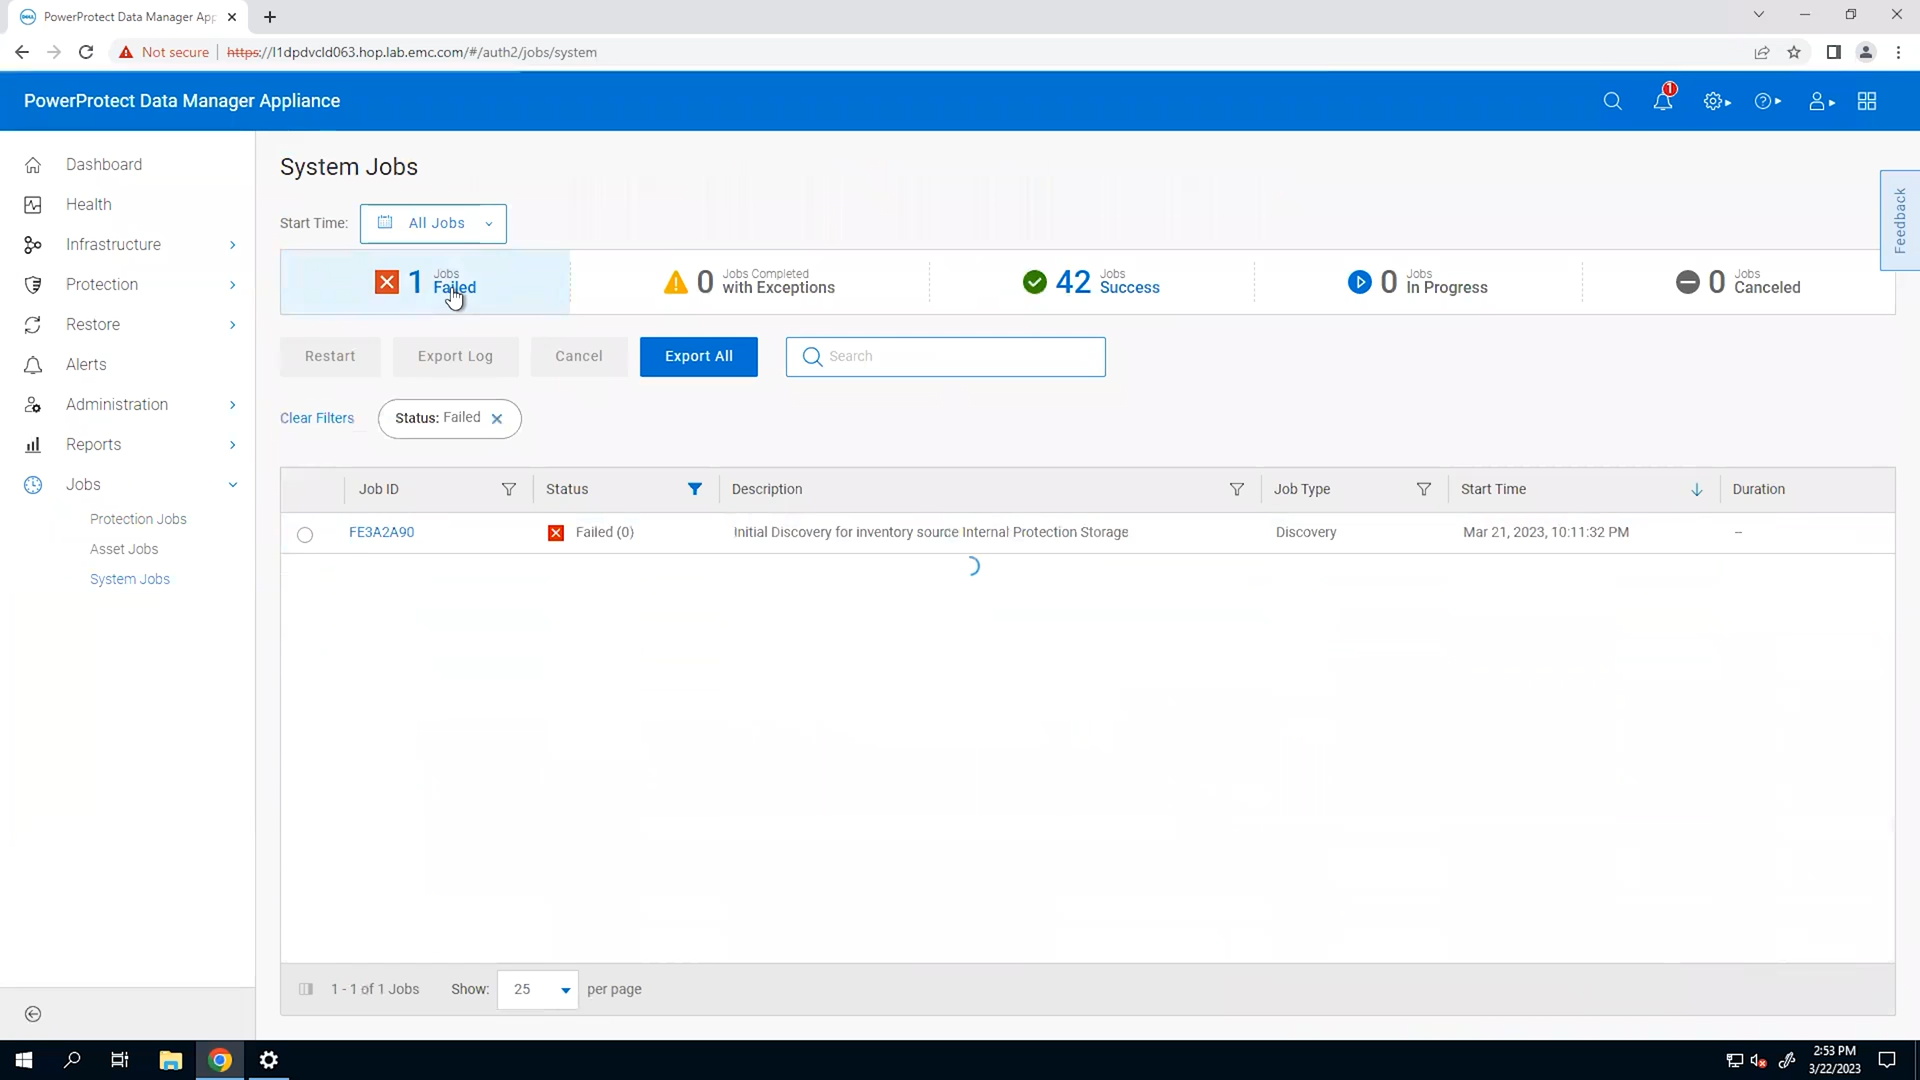 PowerProtect Data Manager App
Not secure
https://l1dpdvcld063.hop.lab.emc.com/#/auth2/jobs/system
PowerProtect Data Manager Appliance
1
Dashboard
Health
Infrastructure
Protection
Restore
Alerts
Administration
Reports
Jobs
Protection Jobs
Asset Jobs
System Jobs
System Jobs
Start Time: All Jobs
1 Jobs Failed
0 Jobs Completed with Exceptions
42 Jobs Success
0 Jobs In Progress
0 Jobs Canceled
Restart Export Log Cancel Export All Search
Clear Filters Status: Failed
Job ID Status Description Job Type Start Time Duration
FE3A2A90 Failed (0) Initial Discovery for inventory source Internal Protection Storage Discovery Mar 21, 2023, 10:11:32 PM –
1 - 1 of 1 Jobs Show: 25 per page
Feedback
2:53 PM
3/22/2023